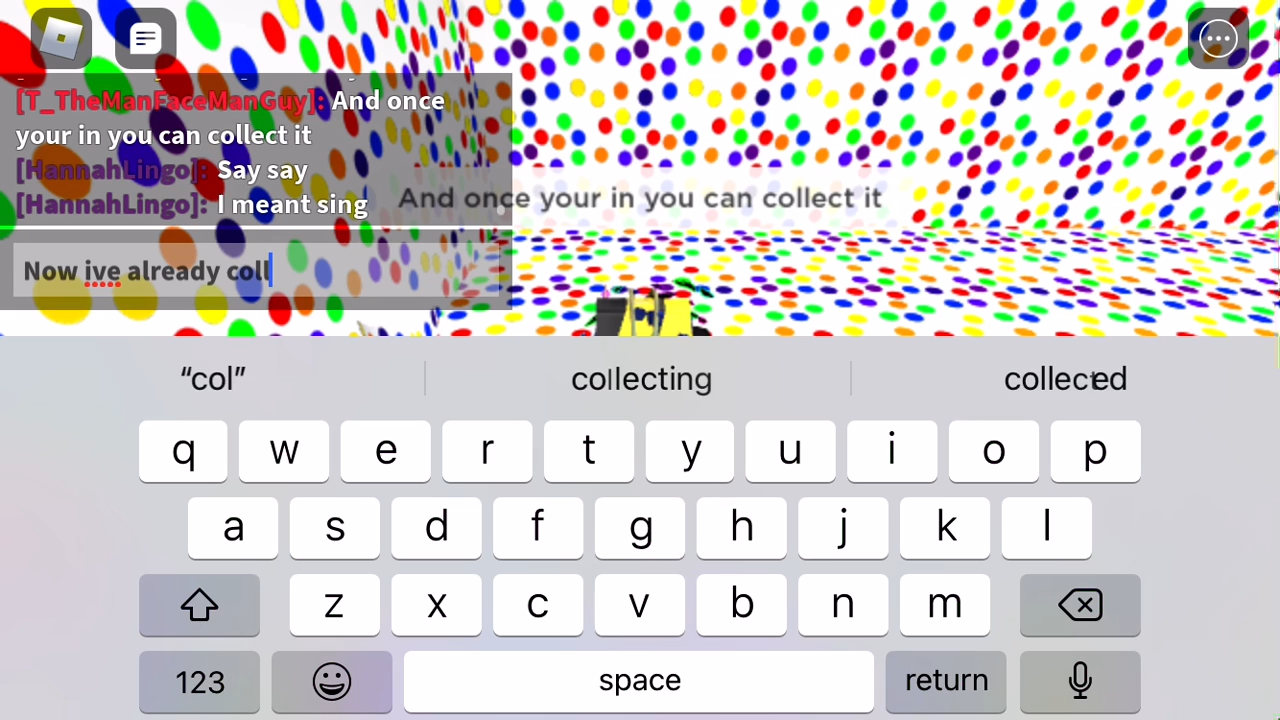 [T_TheManFaceManGuy]: And once
your in you can collect it
[HannahLingo]: Say say
[HannahLingo]: I meant sing
And once your in you can collect it
Now ive already coll
“col” collecting collected
q w e r t y u i o p
a s d f g h j k l
z x c v b n m
123 space return